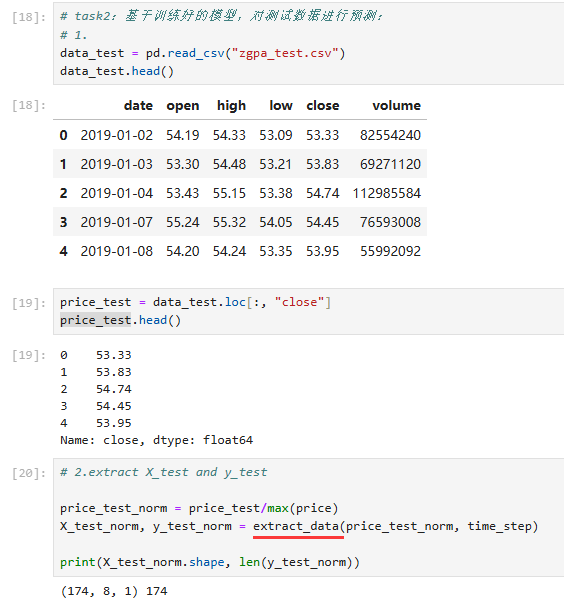 [18]: # task2：基于训练好的模型，对测试数据进行预测；
# 1.
data_test = pd.read_csv("zgpa_test.csv")
data_test.head()
[18]: date open high low close volume
0 2019-01-02 54.19 54.33 53.09 53.33 82554240
1 2019-01-03 53.30 54.48 53.21 53.83 69271120
2 2019-01-04 53.43 55.15 53.38 54.74 112985584
3 2019-01-07 55.24 55.32 54.05 54.45 76593008
4 2019-01-08 54.20 54.24 53.35 53.95 55992092
[19]: price_test = data_test.loc[:, "close"]
price_test.head()
[19]: 0 53.33
1 53.83
2 54.74
3 54.45
4 53.95
Name: close, dtype: float64
[20]: # 2.extract X_test and y_test
price_test_norm = price_test/max(price)
X_test_norm, y_test_norm = extract_data(price_test_norm, time_step)
print(X_test_norm.shape, len(y_test_norm))
(174, 8, 1) 174